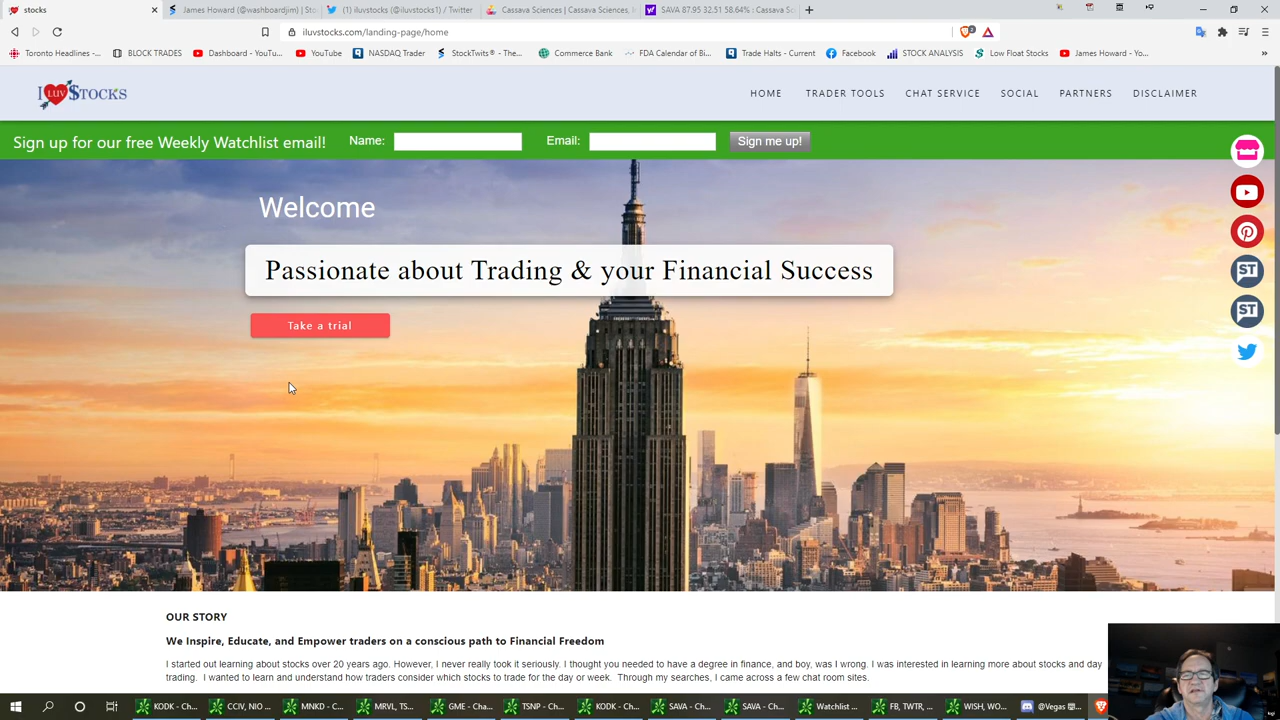 stocks
James Howard (@washboardjim) | Sto
(1) iluvstocks (@iluvstocks1) / Twitter
Cassava Sciences | Cassava Sciences, I
SAVA 87.95 32.51 58.64% : Cassava Sc
iluvstocks.com/landing-page/home
Toronto Headlines -...
BLOCK TRADES
Dashboard - YouTu...
YouTube
NASDAQ Trader
StockTwits® - The...
Commerce Bank
FDA Calendar of Bi...
Trade Halts - Current
Facebook
STOCK ANALYSIS
Low Float Stocks
James Howard - Yo...
I LUV $TOCKS
HOME
TRADER TOOLS
CHAT SERVICE
SOCIAL
PARTNERS
DISCLAIMER
Sign up for our free Weekly Watchlist email!
Name:
Email:
Sign me up!
Welcome
Passionate about Trading & your Financial Success
Take a trial
ST
ST
OUR STORY
We Inspire, Educate, and Empower traders on a conscious path to Financial Freedom
I started out learning about stocks over 20 years ago. However, I never really took it seriously. I thought you needed to have a degree in finance, and boy, was I wrong. I was interested in learning more about stocks and day
trading. I wanted to learn and understand how traders consider which stocks to trade for the day or week. Through my searches, I came across a few chat room sites.
KODK - Ch...
CCIV, NIO ...
MNKD - C...
MRVL, TS...
GME - Cha...
TSNP - Ch...
KODK - Ch...
SAVA - Ch...
SAVA - Ch...
Watchlist ...
FB, TWTR, ...
WISH, WO...
@Vegas